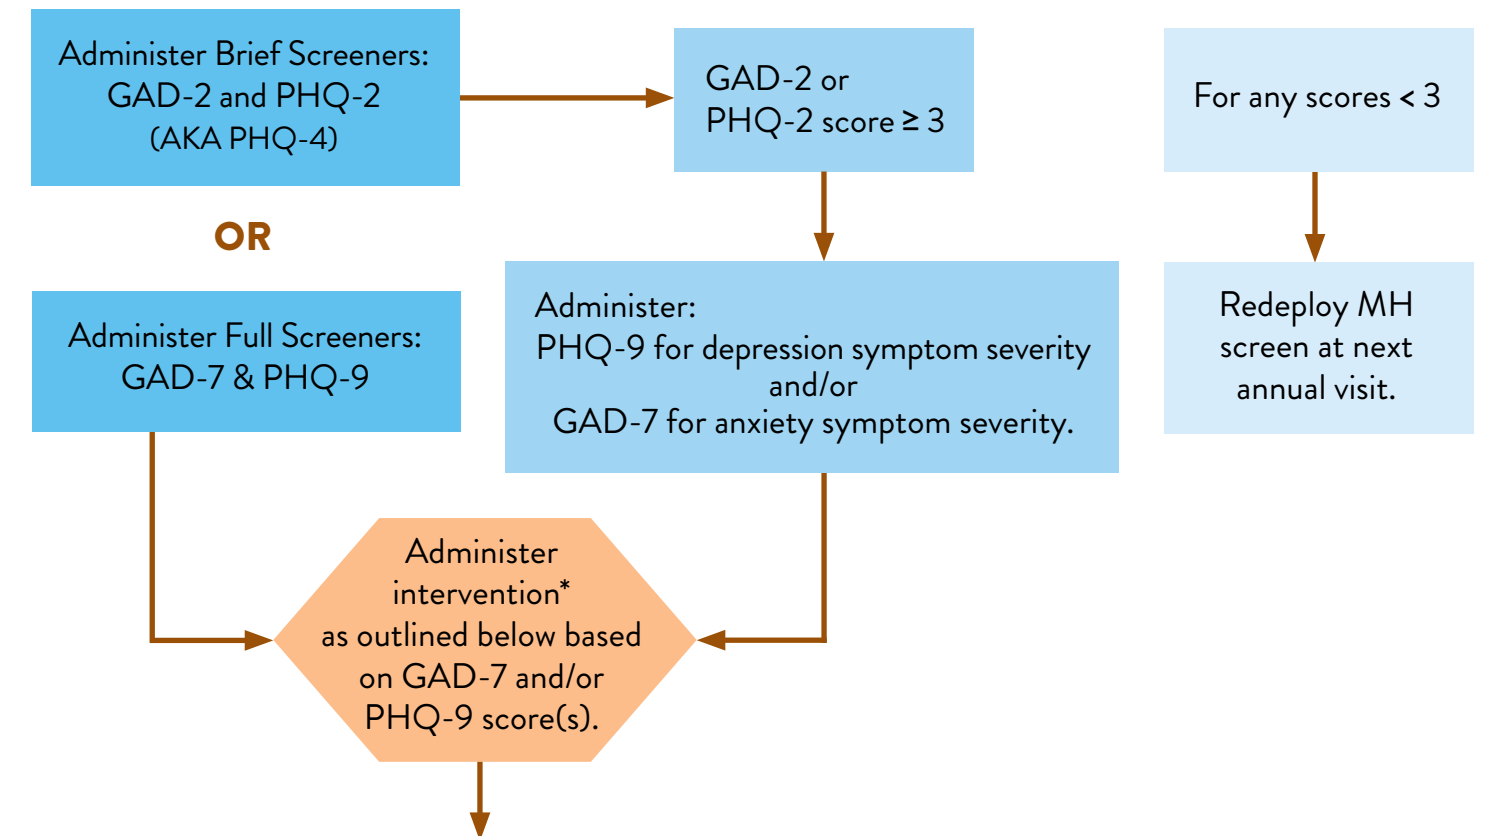 Administer Brief Screeners:
GAD-2 and PHQ-2
(AKA PHQ-4)
GAD-2 or
PHQ-2 score ≥ 3
For any scores < 3
OR
Administer Full Screeners:
GAD-7 & PHQ-9
Administer:
PHQ-9 for depression symptom severity
and/or
GAD-7 for anxiety symptom severity.
Redeploy MH
screen at next
annual visit.
Administer
intervention*
as outlined below based
on GAD-7 and/or
PHQ-9 score(s).